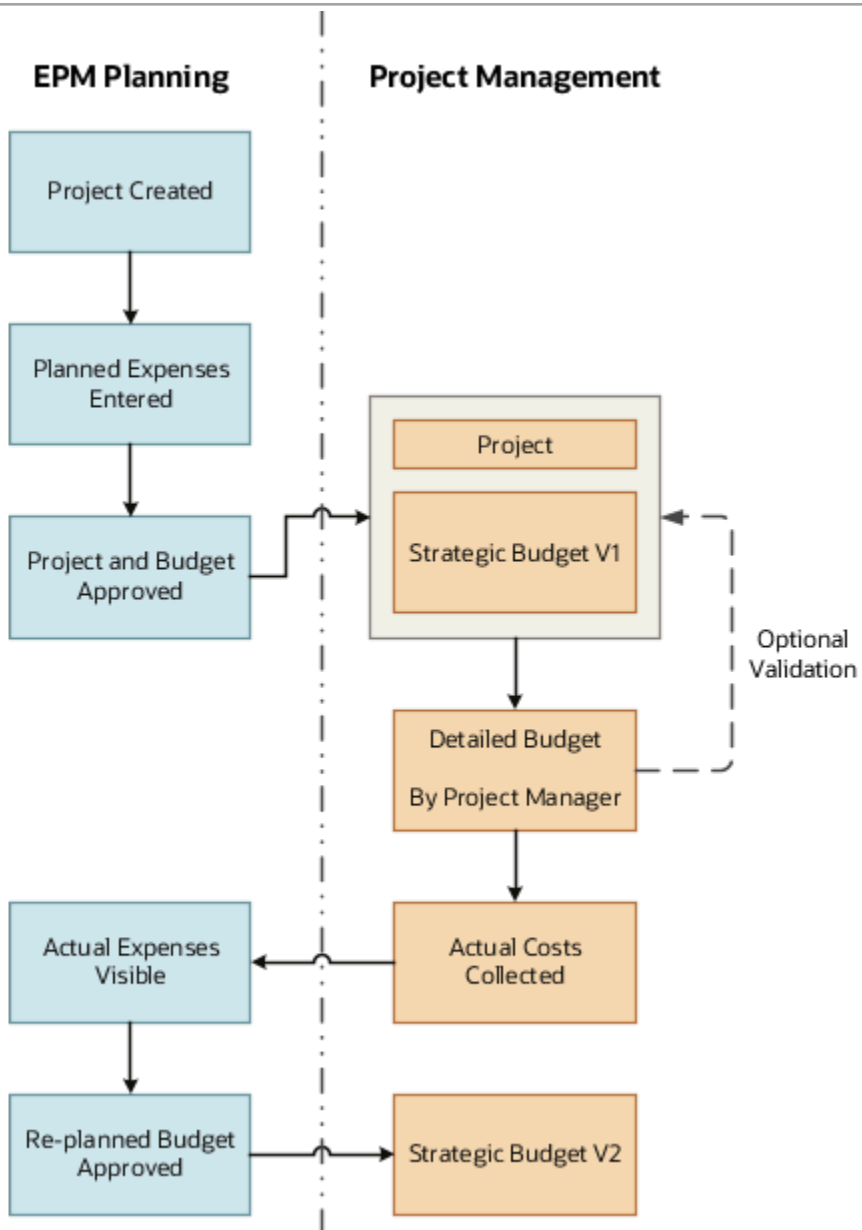 EPM Planning
Project Management
Project Created
Planned Expenses
Entered
Project
Strategic Budget V1
Project and Budget
Approved
Optional
Validation
Detailed Budget
By Project Manager
Actual Expenses
Visible
Actual Costs
Collected
Re-planned Budget
Approved
Strategic Budget V2